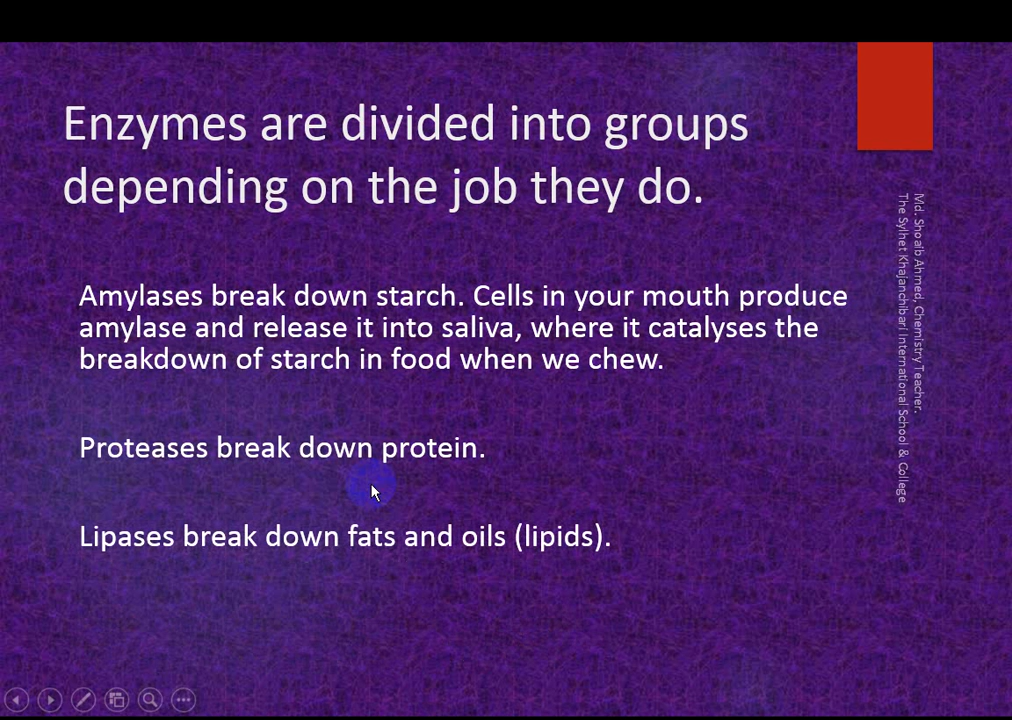 Enzymes are divided into groups
depending on the job they do.
Amylases break down starch. Cells in your mouth produce
amylase and release it into saliva, where it catalyses the
breakdown of starch in food when we chew.
Proteases break down protein.
Lipases break down fats and oils (lipids).
Md. Shoaib Ahmed, Chemistry Teacher.
The Sylhet Khajanchibari International School & College